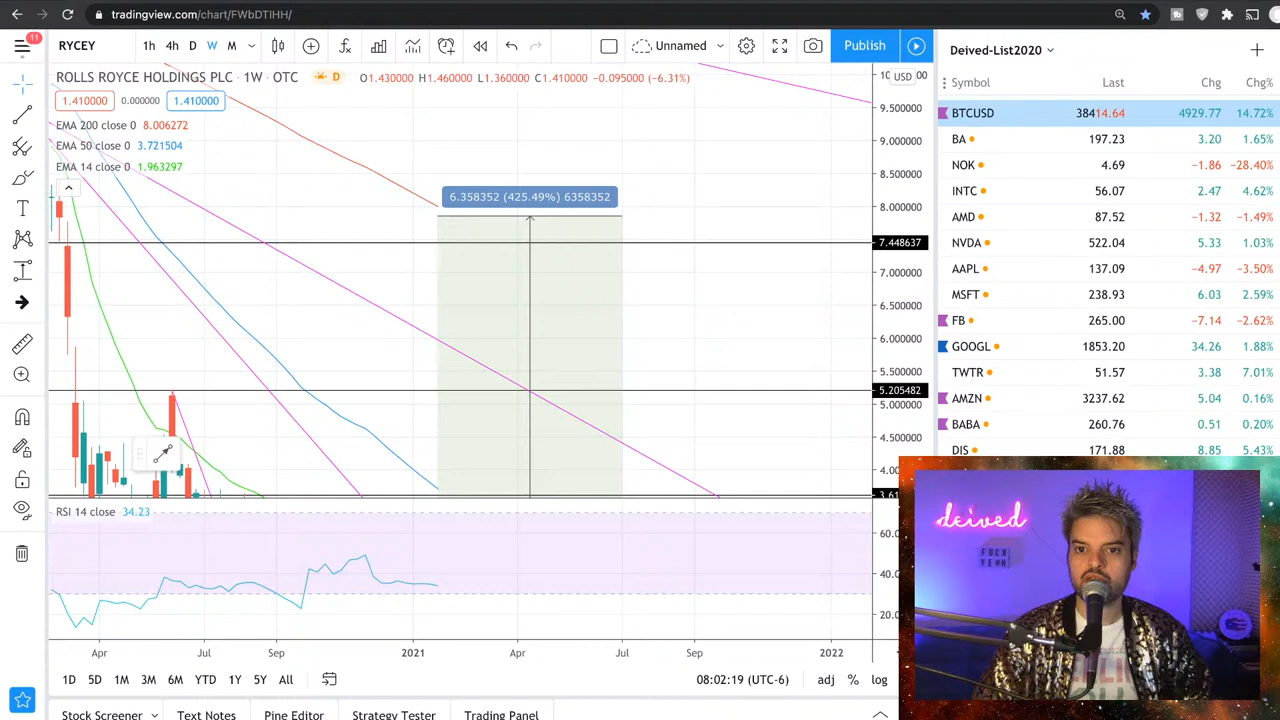 tradingview.com/chart/FWbDTIHH/
11
RYCEY
1h 4h D W M
Unnamed
Publish
Deived-List2020
ROLLS ROYCE HOLDINGS PLC · 1W · OTC
D
O1.430000 H1.460000 L1.360000 C1.410000 −0.095000 (−6.31%)
USD
1.410000 0.000000 1.410000
EMA 200 close 0 8.006272
EMA 50 close 0 3.721504
EMA 14 close 0 1.963297
6.358352 (425.49%) 6358352
9.500000
9.000000
8.500000
8.000000
7.448637
7.000000
6.500000
6.000000
5.500000
5.205482
5.000000
4.500000
RSI 14 close 34.23
60.0
40.0
20.0
Apr Jul Sep 2021 Apr Jul Sep 2022
1D 5D 1M 3M 6M YTD 1Y 5Y All
08:02:19 (UTC-6)
adj % log
Stock Screener Text Notes Pine Editor Strategy Tester Trading Panel
Symbol Last Chg Chg%
BTCUSD 38414.64 4929.77 14.72%
BA 197.23 3.20 1.65%
NOK 4.69 −1.86 −28.40%
INTC 56.07 2.47 4.62%
AMD 87.52 −1.32 −1.49%
NVDA 522.04 5.33 1.03%
AAPL 137.09 −4.97 −3.50%
MSFT 238.93 6.03 2.59%
FB 265.00 −7.14 −2.62%
GOOGL 1853.20 34.26 1.88%
TWTR 51.57 3.38 7.01%
AMZN 3237.62 5.04 0.16%
BABA 260.76 0.51 0.20%
DIS 171.88 8.85 5.43%
deived
FUCK
YEAH